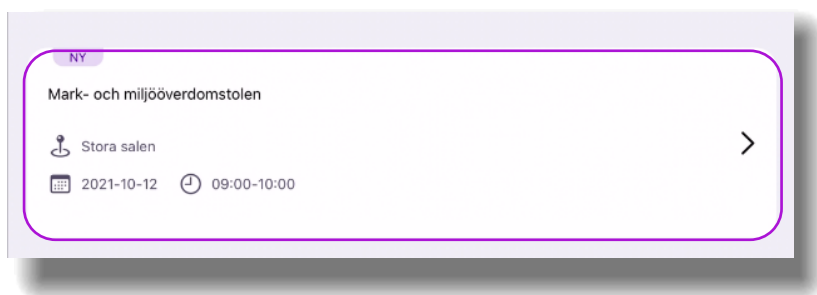 NY
Mark- och miljööverdomstolen
Stora salen
2021-10-12 09:00-10:00